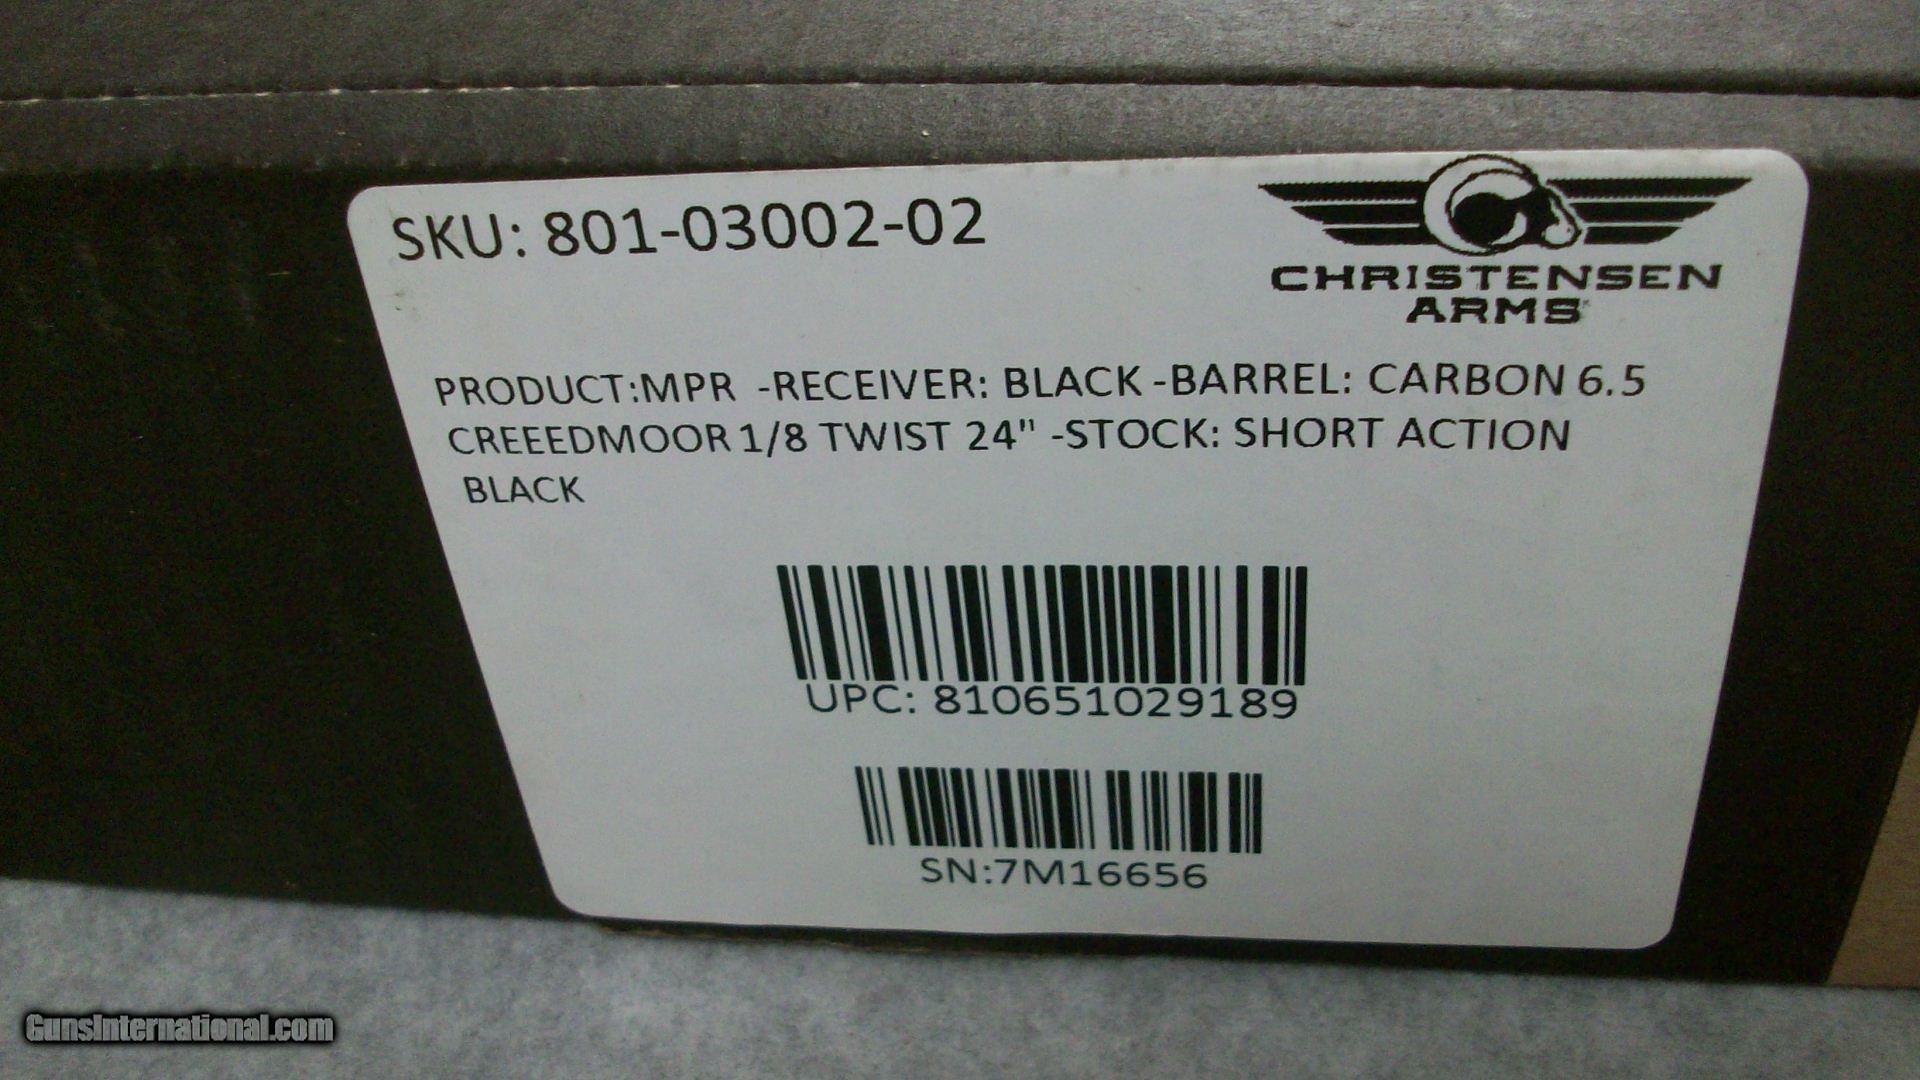 SKU: 801-03002-02
CHRISTENSEN
ARMS
PRODUCT:MPR -RECEIVER: BLACK -BARREL: CARBON 6.5
CREEEDMOOR 1/8 TWIST 24" -STOCK: SHORT ACTION
BLACK
UPC: 810651029189
SN:7M16656
GunsInternational.com